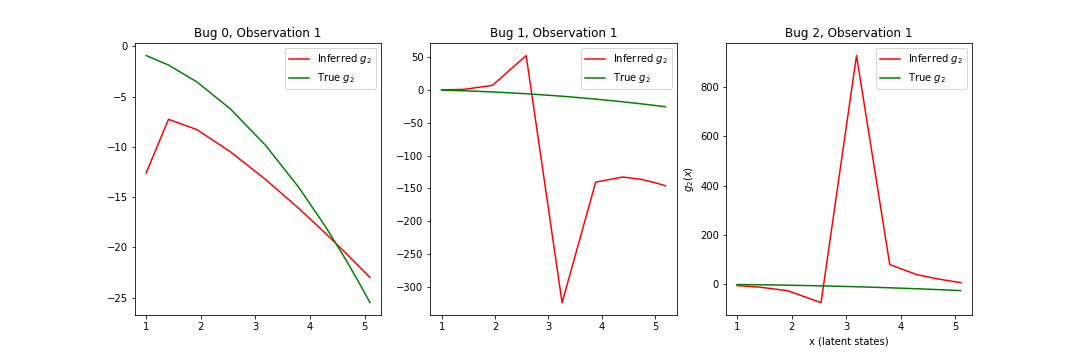 Bug 0, Observation 1
Inferred g₂
True g₂
0
−5
−10
−15
−20
−25
1 2 3 4 5
Bug 1, Observation 1
Inferred g₂
True g₂
50
0
−50
−100
−150
−200
−250
−300
1 2 3 4 5
Bug 2, Observation 1
Inferred g₂
True g₂
g₂(x)
800
600
400
200
0
1 2 3 4 5
x (latent states)